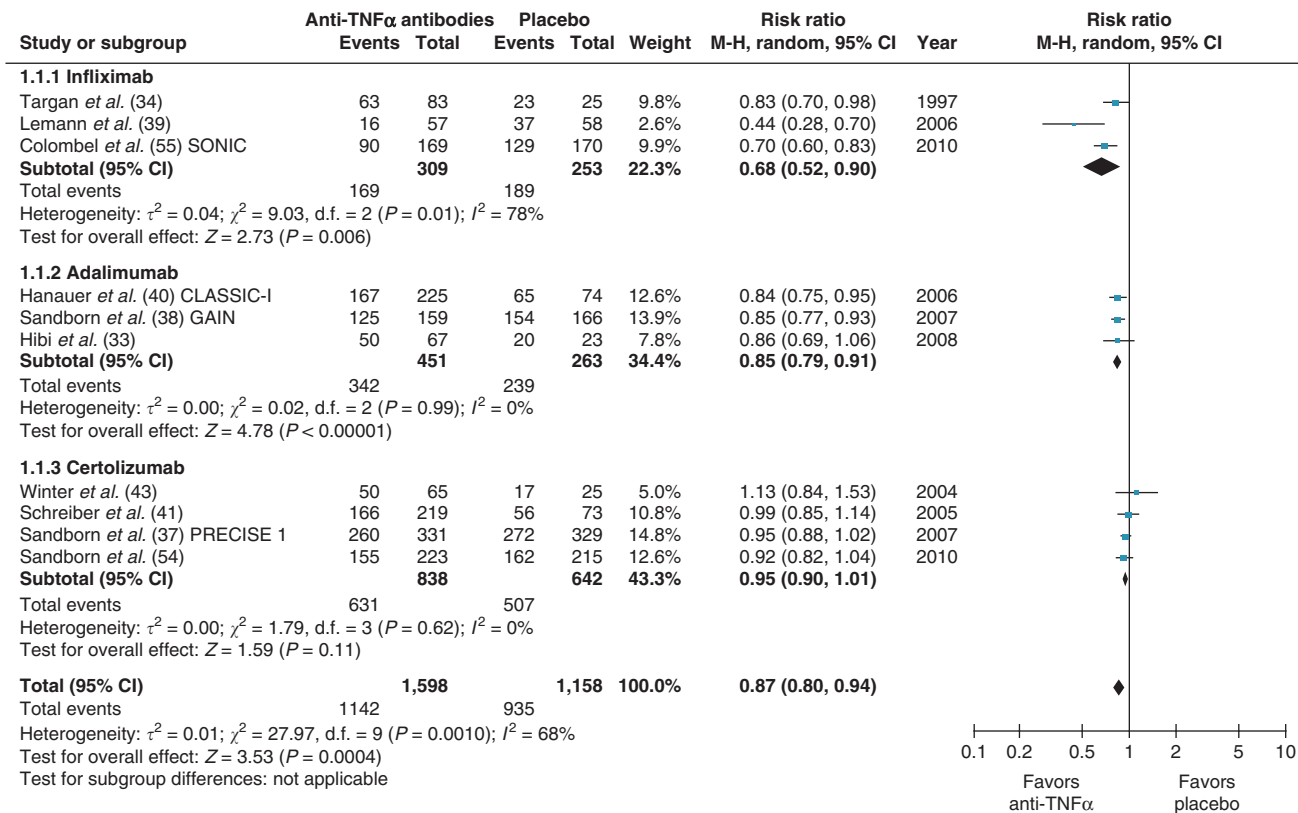 Anti-TNFα antibodies Placebo Risk ratio Risk ratio
Study or subgroup Events Total Events Total Weight M-H, random, 95% CI Year M-H, random, 95% CI
1.1.1 Infliximab
Targan et al. (34) 63 83 23 25 9.8% 0.83 (0.70, 0.98) 1997
Lemann et al. (39) 16 57 37 58 2.6% 0.44 (0.28, 0.70) 2006
Colombel et al. (55) SONIC 90 169 129 170 9.9% 0.70 (0.60, 0.83) 2010
Subtotal (95% CI) 309 253 22.3% 0.68 (0.52, 0.90)
Total events 169 189
Heterogeneity: τ² = 0.04; χ² = 9.03, d.f. = 2 (P = 0.01); I² = 78%
Test for overall effect: Z = 2.73 (P = 0.006)
1.1.2 Adalimumab
Hanauer et al. (40) CLASSIC-I 167 225 65 74 12.6% 0.84 (0.75, 0.95) 2006
Sandborn et al. (38) GAIN 125 159 154 166 13.9% 0.85 (0.77, 0.93) 2007
Hibi et al. (33) 50 67 20 23 7.8% 0.86 (0.69, 1.06) 2008
Subtotal (95% CI) 451 263 34.4% 0.85 (0.79, 0.91)
Total events 342 239
Heterogeneity: τ² = 0.00; χ² = 0.02, d.f. = 2 (P = 0.99); I² = 0%
Test for overall effect: Z = 4.78 (P < 0.00001)
1.1.3 Certolizumab
Winter et al. (43) 50 65 17 25 5.0% 1.13 (0.84, 1.53) 2004
Schreiber et al. (41) 166 219 56 73 10.8% 0.99 (0.85, 1.14) 2005
Sandborn et al. (37) PRECISE 1 260 331 272 329 14.8% 0.95 (0.88, 1.02) 2007
Sandborn et al. (54) 155 223 162 215 12.6% 0.92 (0.82, 1.04) 2010
Subtotal (95% CI) 838 642 43.3% 0.95 (0.90, 1.01)
Total events 631 507
Heterogeneity: τ² = 0.00; χ² = 1.79, d.f. = 3 (P = 0.62); I² = 0%
Test for overall effect: Z = 1.59 (P = 0.11)
Total (95% CI) 1,598 1,158 100.0% 0.87 (0.80, 0.94)
Total events 1142 935
Heterogeneity: τ² = 0.01; χ² = 27.97, d.f. = 9 (P = 0.0010); I² = 68%
Test for overall effect: Z = 3.53 (P = 0.0004)
Test for subgroup differences: not applicable
0.1 0.2 0.5 1 2 5 10
Favors Favors
anti-TNFα placebo